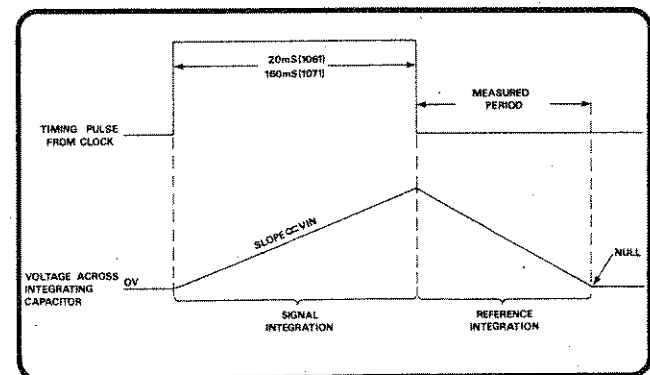 20mS(1061)
160mS(1071)
MEASURED
PERIOD
TIMING PULSE
FROM CLOCK
SLOPE∝VIN
NULL
VOLTAGE ACROSS
INTEGRATING
CAPACITOR
OV
SIGNAL
INTEGRATION
REFERENCE
INTEGRATION